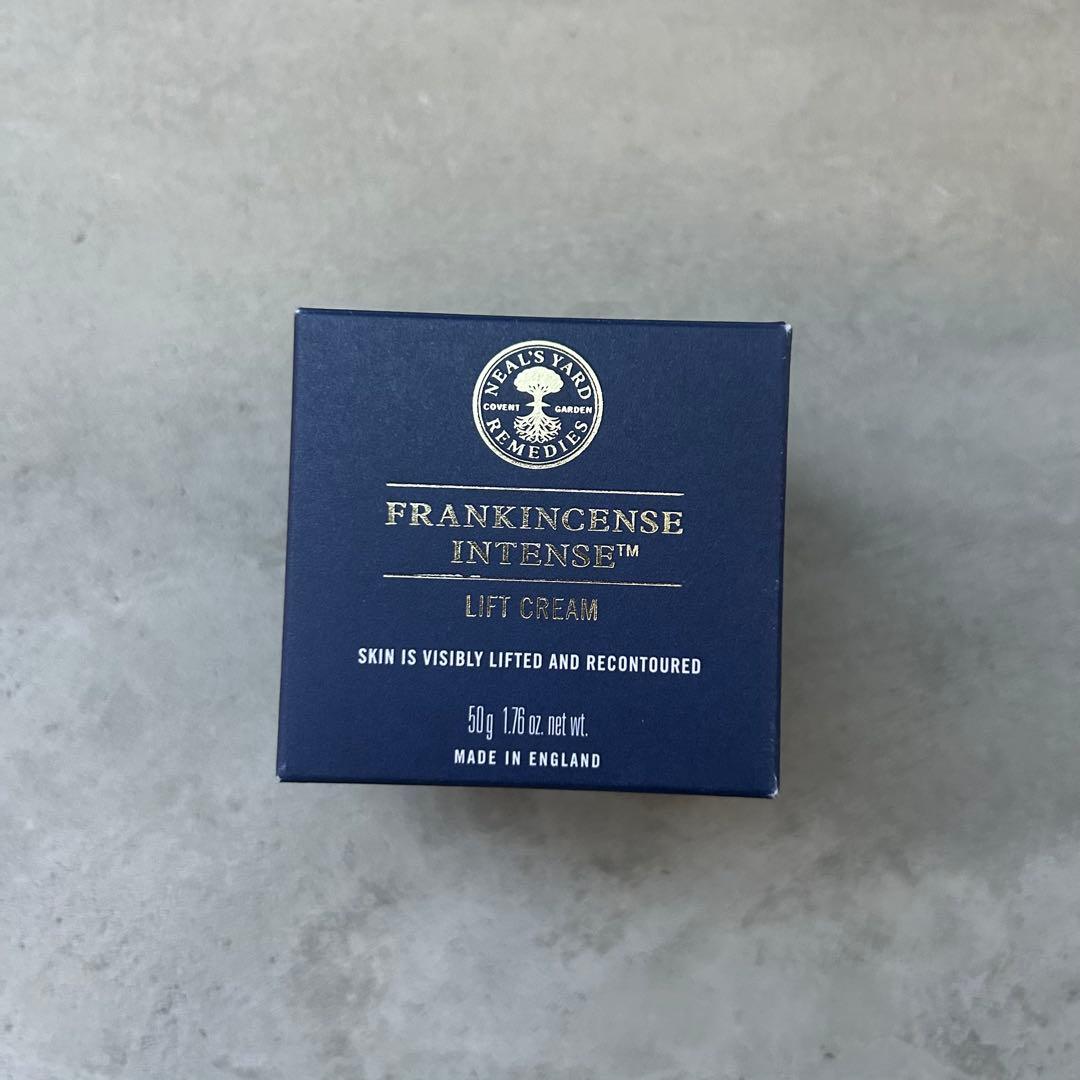 NEAL'S YARD
COVENT GARDEN
REMEDIES
FRANKINCENSE
INTENSE™
LIFT CREAM
SKIN IS VISIBLY LIFTED AND RECONTOURED
50g 1.76 oz. net wt.
MADE IN ENGLAND